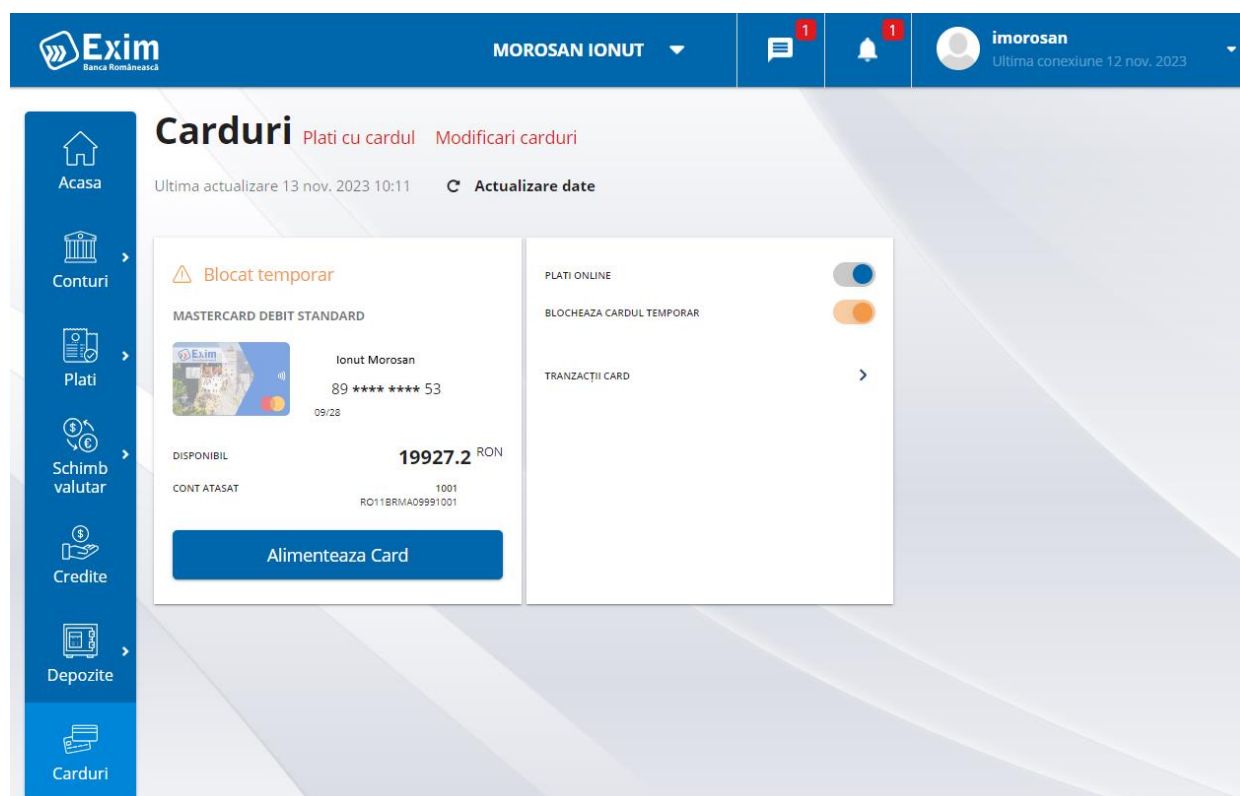 Exim
Banca Românească
MOROSAN IONUT
1
1
imorosan
Ultima conexiune 12 nov. 2023
Acasa
Conturi
Plati
Schimb
valutar
Credite
Depozite
Carduri
Carduri Plati cu cardul Modificari carduri
Ultima actualizare 13 nov. 2023 10:11 Actualizare date
Blocat temporar
MASTERCARD DEBIT STANDARD
Exim
Ionut Morosan
89 **** **** 53
09/28
DISPONIBIL 19927.2 RON
CONT ATASAT 1001
RO11BRMA09991001
Alimenteaza Card
PLATI ONLINE
BLOCHEAZA CARDUL TEMPORAR
TRANZACȚII CARD